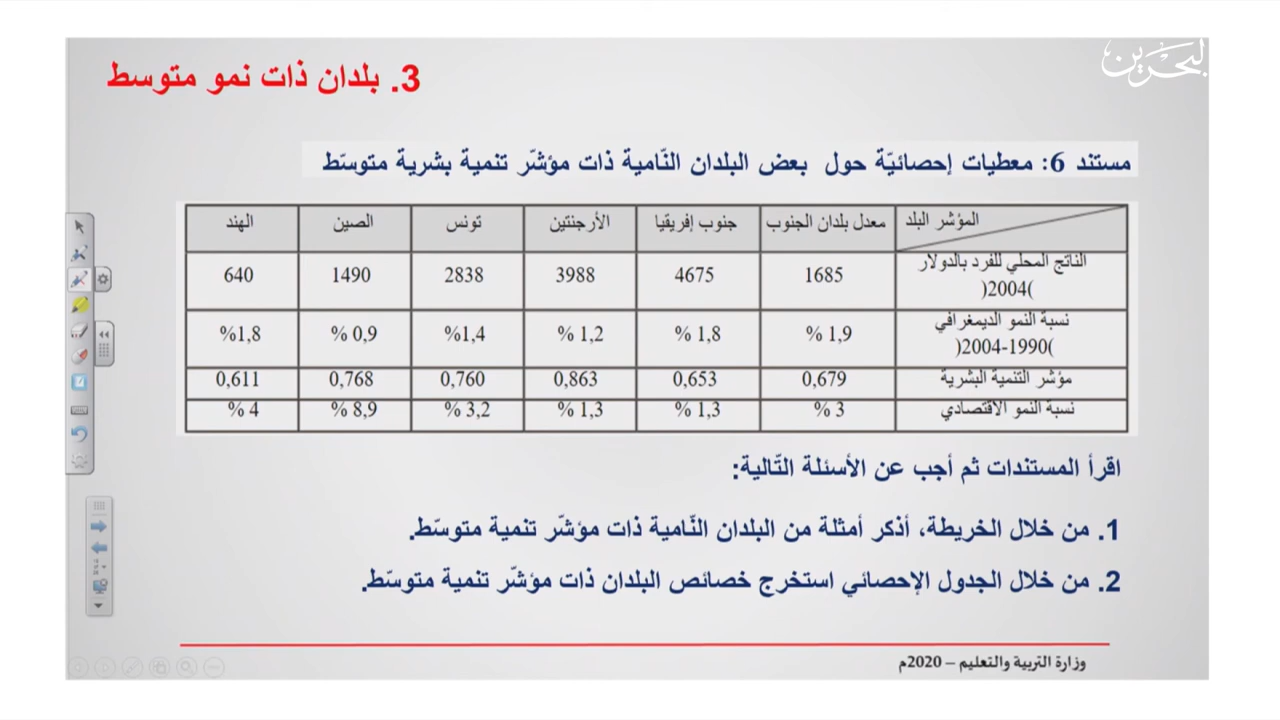 البحرين
3. بلدان ذات نمو متوسط
مستند 6: معطيات إحصائيّة حول بعض البلدان النّامية ذات مؤشّر تنمية بشرية متوسّط
المؤشر البلد معدل بلدان الجنوب جنوب إفريقيا الأرجنتين تونس الصين الهند
الناتج المحلي للفرد بالدولار
)2004( 1685 4675 3988 2838 1490 640
نسبة النمو الديمغرافي
)2004-1990( 1,9 % 1,8 % 1,2 % 1,4% 0,9 % 1,8%
مؤشر التنمية البشرية 0,679 0,653 0,863 0,760 0,768 0,611
نسبة النمو الاقتصادي 3 % 1,3 % 1,3 % 3,2 % 8,9 % 4 %
اقرأ المستندات ثم أجب عن الأسئلة التّالية:
1. من خلال الخريطة، أذكر أمثلة من البلدان النّامية ذات مؤشّر تنمية متوسّط.
2. من خلال الجدول الإحصائي استخرج خصائص البلدان ذات مؤشّر تنمية متوسّط.
وزارة التربية والتعليم – 2020م